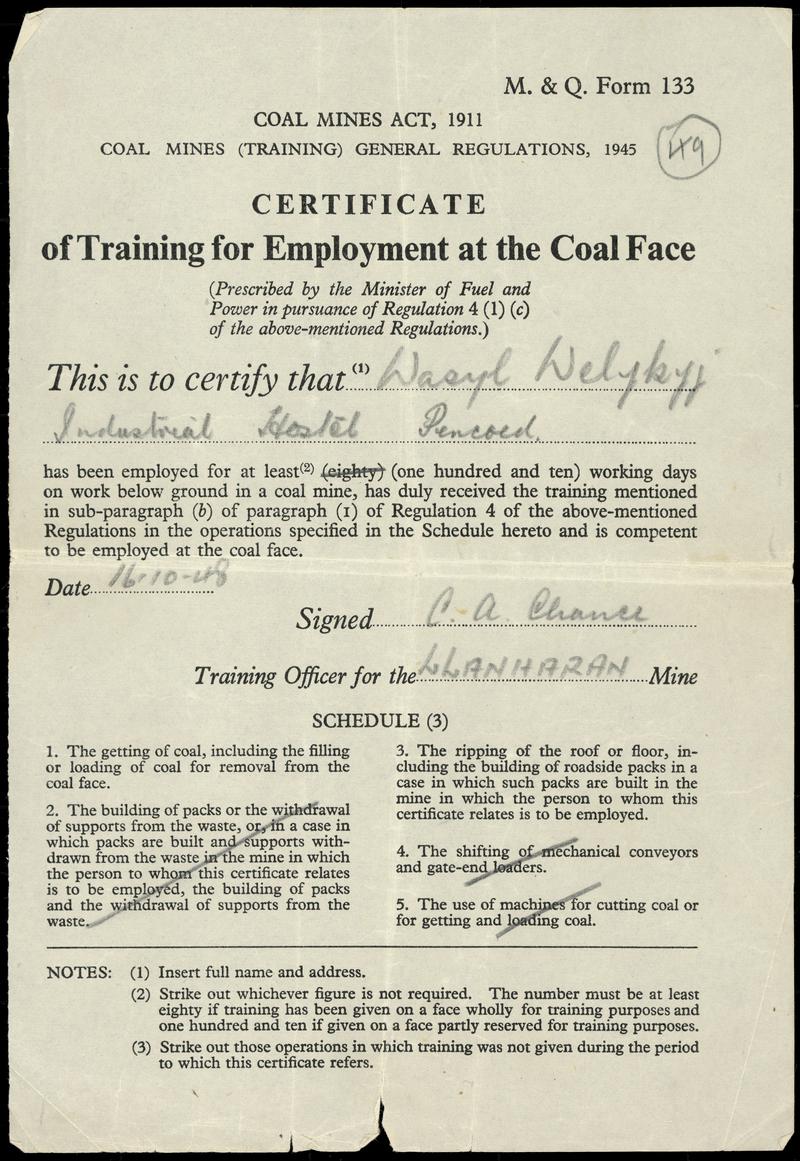 M. & Q. Form 133
COAL MINES ACT, 1911
COAL MINES (TRAINING) GENERAL REGULATIONS, 1945
49
CERTIFICATE
of Training for Employment at the Coal Face
(Prescribed by the Minister of Fuel and
Power in pursuance of Regulation 4 (1) (c)
of the above-mentioned Regulations.)
This is to certify that (1) Wasyl Welykyj
Industrial Hostel Pencoed.
has been employed for at least (2) (eighty) (one hundred and ten) working days
on work below ground in a coal mine, has duly received the training mentioned
in sub-paragraph (b) of paragraph (1) of Regulation 4 of the above-mentioned
Regulations in the operations specified in the Schedule hereto and is competent
to be employed at the coal face.
Date 16-10-48
Signed C. A. Chance
Training Officer for the LLANHARAN Mine
SCHEDULE (3)
1. The getting of coal, including the filling
or loading of coal for removal from the
coal face.
2. The building of packs or the withdrawal
of supports from the waste, or, in a case in
which packs are built and supports with-
drawn from the waste in the mine in which
the person to whom this certificate relates
is to be employed, the building of packs
and the withdrawal of supports from the
waste.
3. The ripping of the roof or floor, in-
cluding the building of roadside packs in a
case in which such packs are built in the
mine in which the person to whom this
certificate relates is to be employed.
4. The shifting of mechanical conveyors
and gate-end loaders.
5. The use of machines for cutting coal or
for getting and loading coal.
NOTES: (1) Insert full name and address.
(2) Strike out whichever figure is not required. The number must be at least
eighty if training has been given on a face wholly for training purposes and
one hundred and ten if given on a face partly reserved for training purposes.
(3) Strike out those operations in which training was not given during the period
to which this certificate refers.